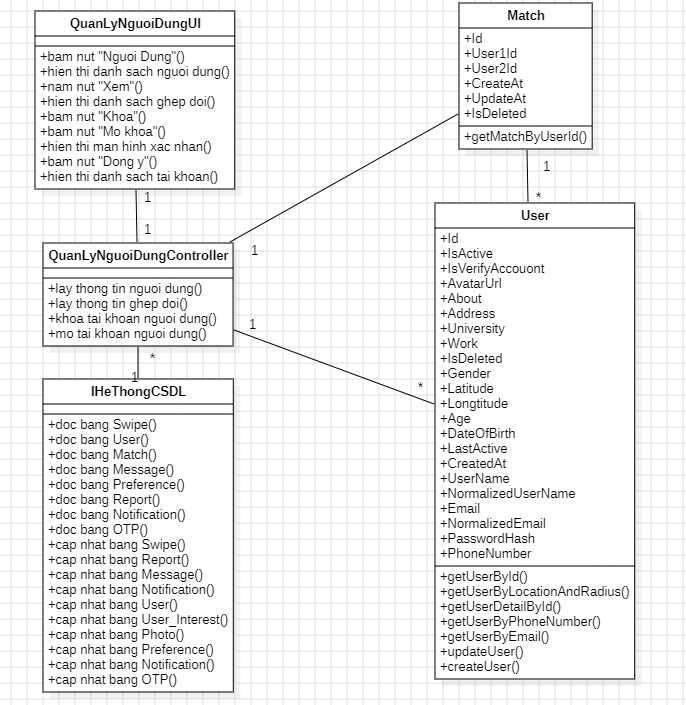 QuanLyNguoiDungUI
+bam nut "Nguoi Dung"()
+hien thi danh sach nguoi dung()
+nam nut "Xem"()
+hien thi danh sach ghep doi()
+bam nut "Khoa"()
+bam nut "Mo khoa"()
+hien thi man hinh xac nhan()
+bam nut "Dong y"()
+hien thi danh sach tai khoan()
1
1
QuanLyNguoiDungController
+lay thong tin nguoi dung()
+lay thong tin ghep doi()
+khoa tai khoan nguoi dung()
+mo tai khoan nguoi dung()
*
1
IHeThongCSDL
+doc bang Swipe()
+doc bang User()
+doc bang Match()
+doc bang Message()
+doc bang Preference()
+doc bang Report()
+doc bang Notification()
+doc bang OTP()
+cap nhat bang Swipe()
+cap nhat bang Report()
+cap nhat bang Message()
+cap nhat bang Notification()
+cap nhat bang User()
+cap nhat bang User_Interest()
+cap nhat bang Photo()
+cap nhat bang Preference()
+cap nhat bang Notification()
+cap nhat bang OTP()
1
1
*
Match
+Id
+User1Id
+User2Id
+CreateAt
+UpdateAt
+IsDeleted
+getMatchByUserId()
1
*
User
+Id
+IsActive
+IsVerifyAccouont
+AvatarUrl
+About
+Address
+University
+Work
+IsDeleted
+Gender
+Latitude
+Longtitude
+Age
+DateOfBirth
+LastActive
+CreatedAt
+UserName
+NormalizedUserName
+Email
+NormalizedEmail
+PasswordHash
+PhoneNumber
+getUserById()
+getUserByLocationAndRadius()
+getUserDetailById()
+getUserByPhoneNumber()
+getUserByEmail()
+updateUser()
+createUser()